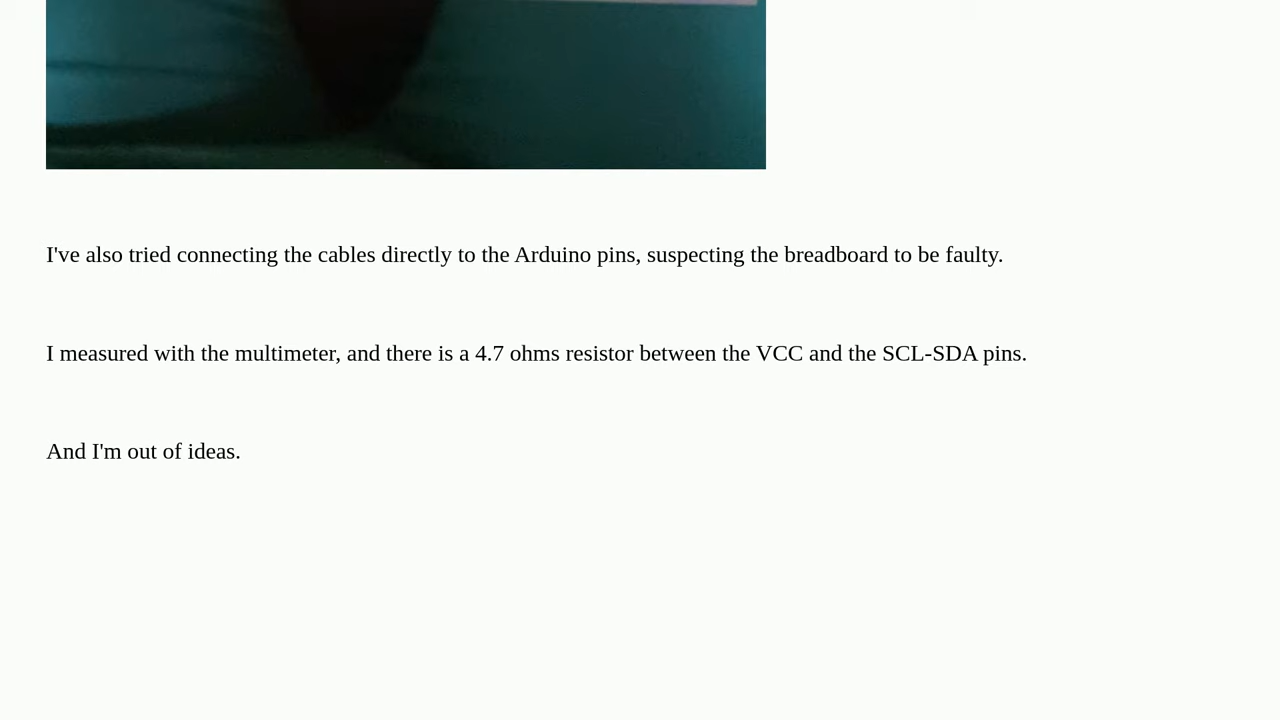 I've also tried connecting the cables directly to the Arduino pins, suspecting the breadboard to be faulty.
I measured with the multimeter, and there is a 4.7 ohms resistor between the VCC and the SCL-SDA pins.
And I'm out of ideas.